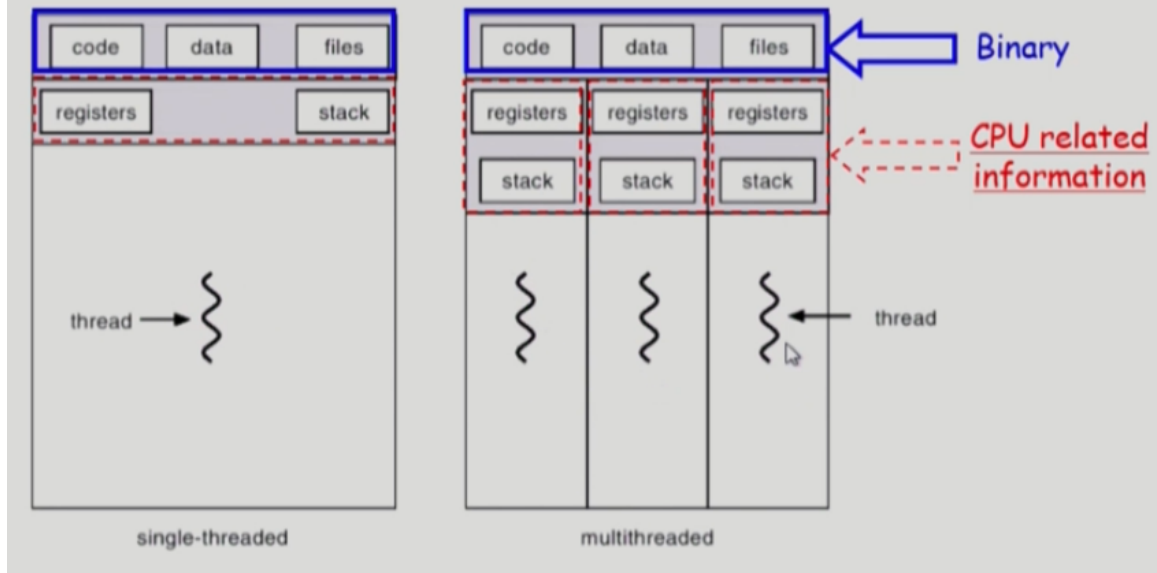 code data files
registers stack
thread
single-threaded
code data files
registers registers registers
stack stack stack
thread
multithreaded
Binary
CPU related
information